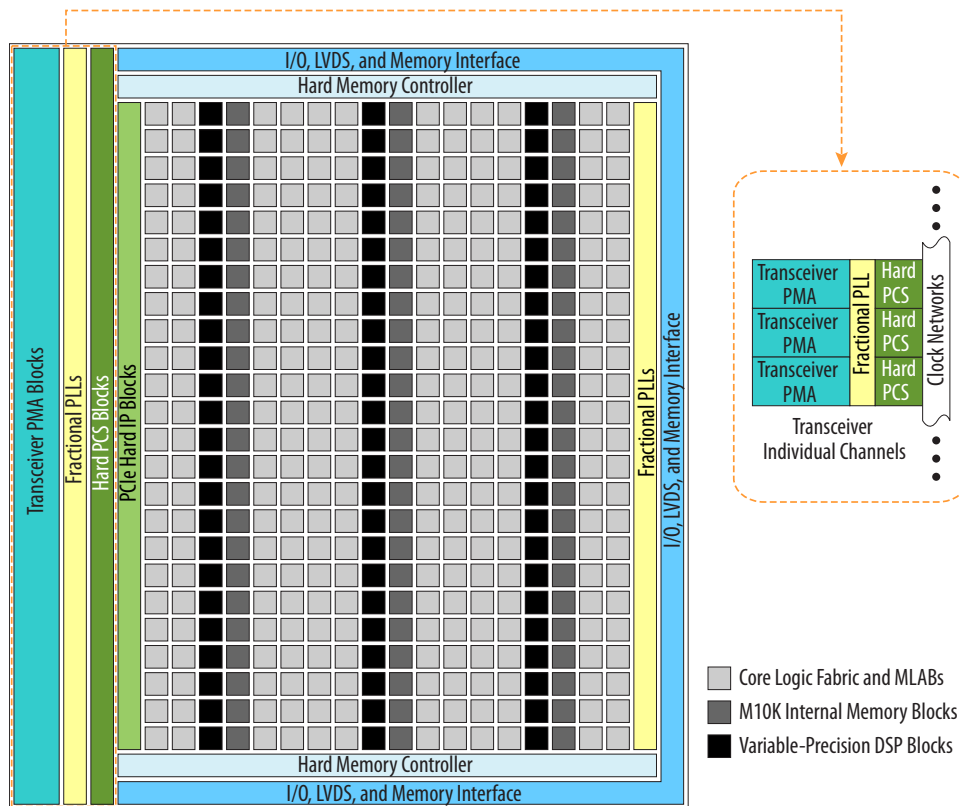 I/O, LVDS, and Memory Interface
Hard Memory Controller
Transceiver PMA Blocks
Fractional PLLs
Hard PCS Blocks
PCIe Hard IP Blocks
Fractional PLLs
I/O, LVDS, and Memory Interface
Hard Memory Controller
I/O, LVDS, and Memory Interface
Transceiver
PMA
Transceiver
PMA
Transceiver
PMA
Fractional PLL
Hard
PCS
Hard
PCS
Hard
PCS
Clock Networks
Transceiver
Individual Channels
Core Logic Fabric and MLABs
M10K Internal Memory Blocks
Variable-Precision DSP Blocks